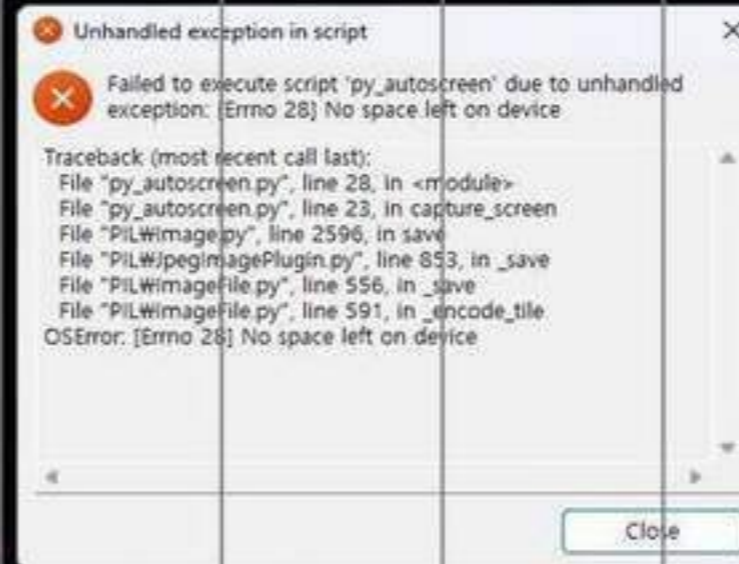 Unhandled exception in script
Failed to execute script 'py_autoscreen' due to unhandled
exception: [Errno 28] No space left on device
Traceback (most recent call last):
File "py_autoscreen.py", line 28, in <module>
File "py_autoscreen.py", line 23, in capture_screen
File "PIL₩Image.py", line 2596, in save
File "PIL₩JpegImagePlugin.py", line 853, in _save
File "PIL₩ImageFile.py", line 556, in _save
File "PIL₩ImageFile.py", line 591, in _encode_tile
OSError: [Errno 28] No space left on device
Close